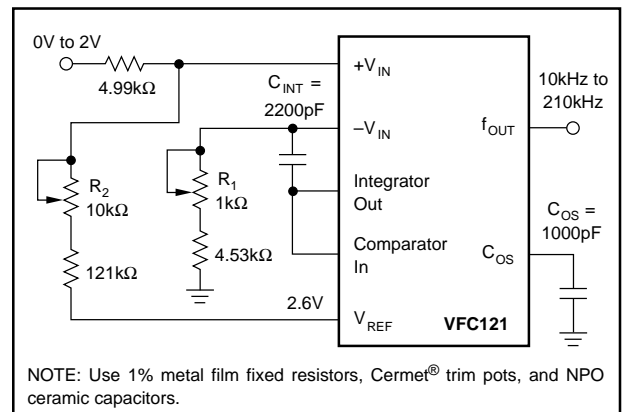 0V to 2V
4.99kΩ
C_INT =
2200pF
+V_IN
10kHz to
210kHz
–V_IN
f_OUT
R_2
10kΩ
R_1
1kΩ
Integrator
Out
C_OS =
1000pF
121kΩ
4.53kΩ
Comparator
In
C_OS
2.6V
V_REF
VFC121
NOTE: Use 1% metal film fixed resistors, Cermet® trim pots, and NPO
ceramic capacitors.